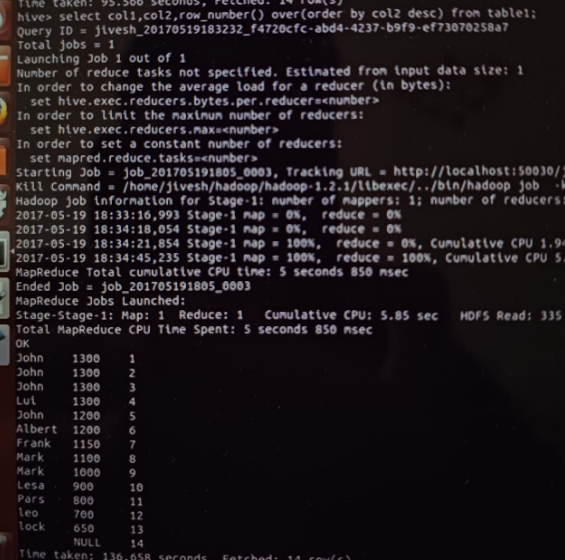 Time taken: 95.566 seconds, Fetched: 14 row(s)
hive> select col1,col2,row_number() over(order by col2 desc) from table1;
Query ID = jivesh_20170519183232_f4720cfc-abd4-4237-b9f9-ef73070258a7
Total jobs = 1
Launching Job 1 out of 1
Number of reduce tasks not specified. Estimated from input data size: 1
In order to change the average load for a reducer (in bytes):
  set hive.exec.reducers.bytes.per.reducer=<number>
In order to limit the maximum number of reducers:
  set hive.exec.reducers.max=<number>
In order to set a constant number of reducers:
  set mapred.reduce.tasks=<number>
Starting Job = job_201705191805_0003, Tracking URL = http://localhost:50030/
Kill Command = /home/jivesh/hadoop/hadoop-1.2.1/libexec/../bin/hadoop job
Hadoop job information for Stage-1: number of mappers: 1; number of reducers:
2017-05-19 18:33:16,993 Stage-1 map = 0%, reduce = 0%
2017-05-19 18:34:18,054 Stage-1 map = 0%, reduce = 0%
2017-05-19 18:34:21,854 Stage-1 map = 100%, reduce = 0%, Cumulative CPU 1.9
2017-05-19 18:34:45,235 Stage-1 map = 100%, reduce = 100%, Cumulative CPU 5.
MapReduce Total cumulative CPU time: 5 seconds 850 msec
Ended Job = job_201705191805_0003
MapReduce Jobs Launched:
Stage-Stage-1: Map: 1 Reduce: 1 Cumulative CPU: 5.85 sec HDFS Read: 335
Total MapReduce CPU Time Spent: 5 seconds 850 msec
OK
John 1300 1
John 1300 2
John 1300 3
Lui 1300 4
John 1200 5
Albert 1200 6
Frank 1150 7
Mark 1100 8
Mark 1000 9
Lesa 900 10
Pars 800 11
leo 700 12
lock 650 13
NULL 14
Time taken: 136.658 seconds, Fetched: 14 row(s)